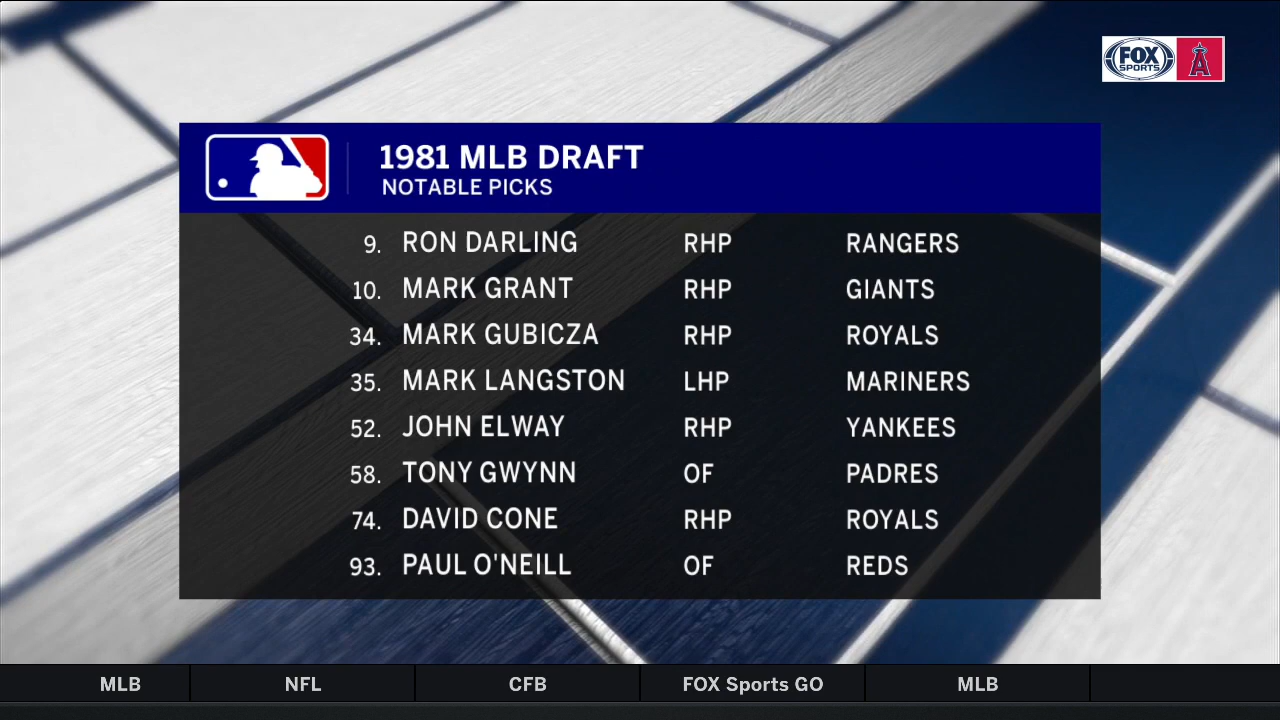 FOX
SPORTS
A
1981 MLB DRAFT
NOTABLE PICKS
9. RON DARLING RHP RANGERS
10. MARK GRANT RHP GIANTS
34. MARK GUBICZA RHP ROYALS
35. MARK LANGSTON LHP MARINERS
52. JOHN ELWAY RHP YANKEES
58. TONY GWYNN OF PADRES
74. DAVID CONE RHP ROYALS
93. PAUL O'NEILL OF REDS
MLB NFL CFB FOX Sports GO MLB